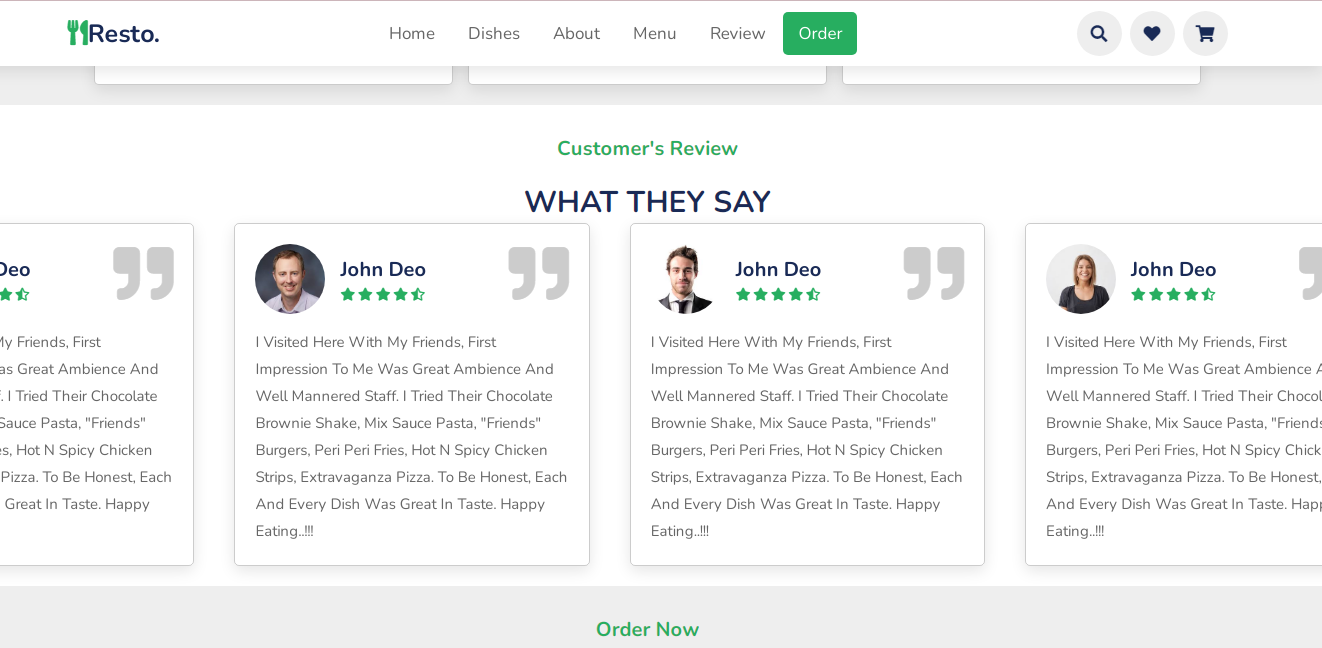 Resto.
Home Dishes About Menu Review Order
Customer's Review
WHAT THEY SAY
Deo
My Friends, First
as Great Ambience And
. I Tried Their Chocolate
Sauce Pasta, "Friends"
es, Hot N Spicy Chicken
Pizza. To Be Honest, Each
Great In Taste. Happy
John Deo
I Visited Here With My Friends, First
Impression To Me Was Great Ambience And
Well Mannered Staff. I Tried Their Chocolate
Brownie Shake, Mix Sauce Pasta, "Friends"
Burgers, Peri Peri Fries, Hot N Spicy Chicken
Strips, Extravaganza Pizza. To Be Honest, Each
And Every Dish Was Great In Taste. Happy
Eating..!!!
John Deo
I Visited Here With My Friends, First
Impression To Me Was Great Ambience And
Well Mannered Staff. I Tried Their Chocolate
Brownie Shake, Mix Sauce Pasta, "Friends"
Burgers, Peri Peri Fries, Hot N Spicy Chicken
Strips, Extravaganza Pizza. To Be Honest, Each
And Every Dish Was Great In Taste. Happy
Eating..!!!
John Deo
I Visited Here With My Friends, First
Impression To Me Was Great Ambience A
Well Mannered Staff. I Tried Their Chocol
Brownie Shake, Mix Sauce Pasta, "Friends
Burgers, Peri Peri Fries, Hot N Spicy Chick
Strips, Extravaganza Pizza. To Be Honest,
And Every Dish Was Great In Taste. Happ
Eating..!!!
Order Now